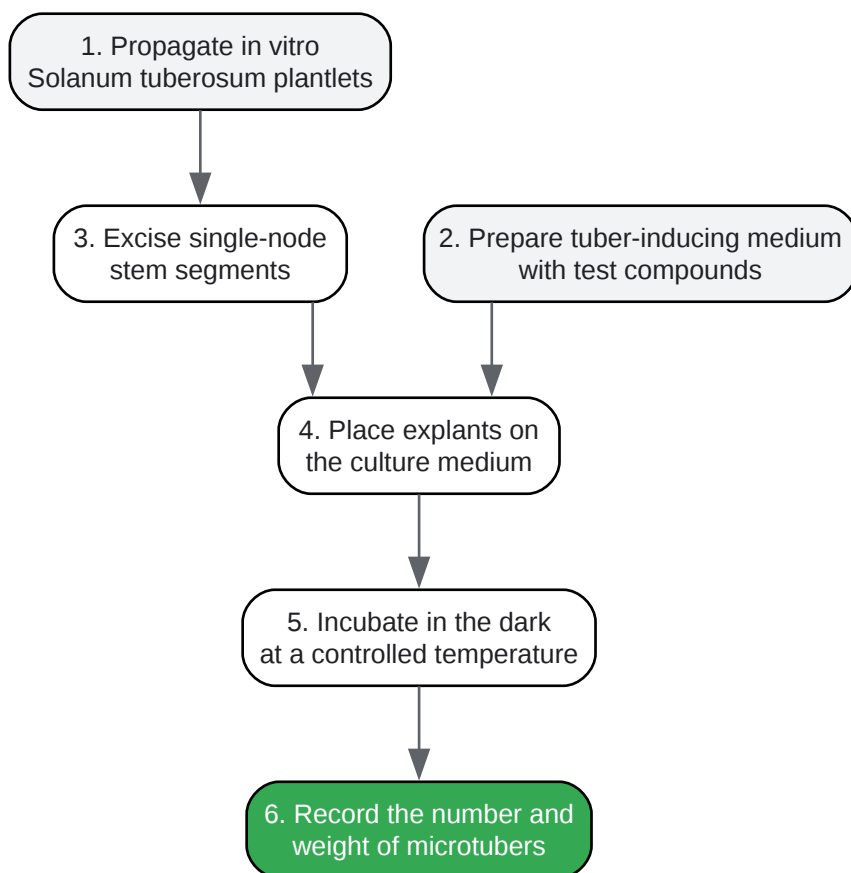 1. Propagate in vitro
Solanum tuberosum plantlets
3. Excise single-node
stem segments
2. Prepare tuber-inducing medium
with test compounds
4. Place explants on
the culture medium
5. Incubate in the dark
at a controlled temperature
6. Record the number and
weight of microtubers